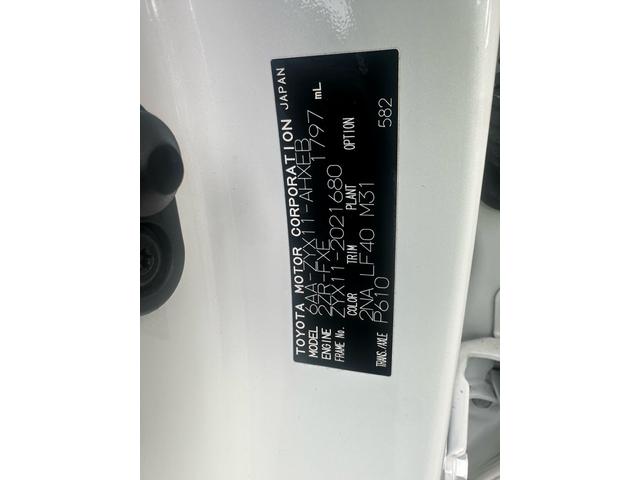 TOYOTA MOTOR CORPORATION JAPAN
MODEL 6AA-ZYX11-AHXEB
ENGINE 2ZR-FXE 1797 mL
FRAME No. ZYX11-2021680
COLOR TRIM PLANT OPTION
2NA LF40 M31 582
TRANS./AXLE P610